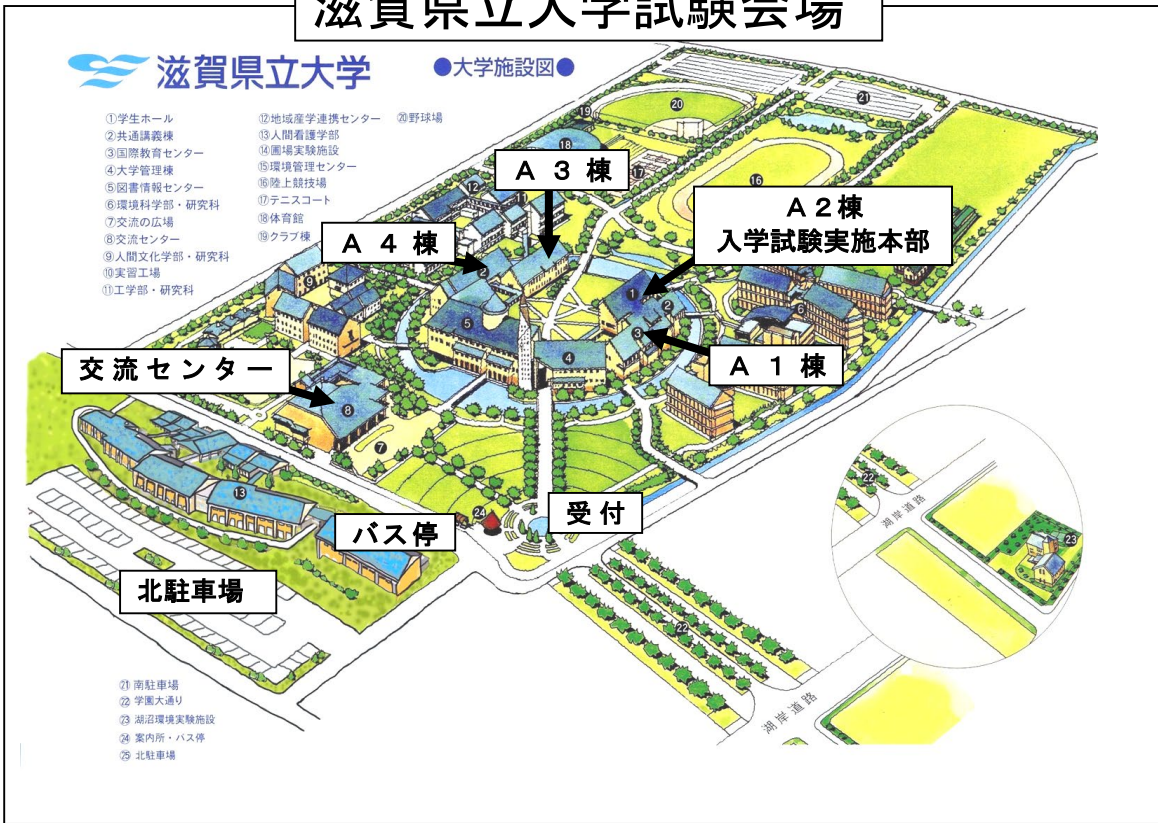 滋賀県立大学試験会場
滋賀県立大学
●大学施設図●
①学生ホール
②共通講義棟
③国際教育センター
④大学管理棟
⑤図書情報センター
⑥環境科学部・研究科
⑦交流の広場
⑧交流センター
⑨人間文化学部・研究科
⑩実習工場
⑪工学部・研究科
⑫地域産学連携センター
⑬人間看護学部
⑭圃場実験施設
⑮環境管理センター
⑯陸上競技場
⑰テニスコート
⑱体育館
⑲クラブ棟
⑳野球場
Ａ３棟
Ａ４棟
Ａ２棟
入学試験実施本部
Ａ１棟
交流センター
受付
バス停
北駐車場
湖岸道路
湖岸道路
㉑南駐車場
㉒学園大通り
㉓湖沼環境実験施設
㉔案内所・バス停
㉕北駐車場